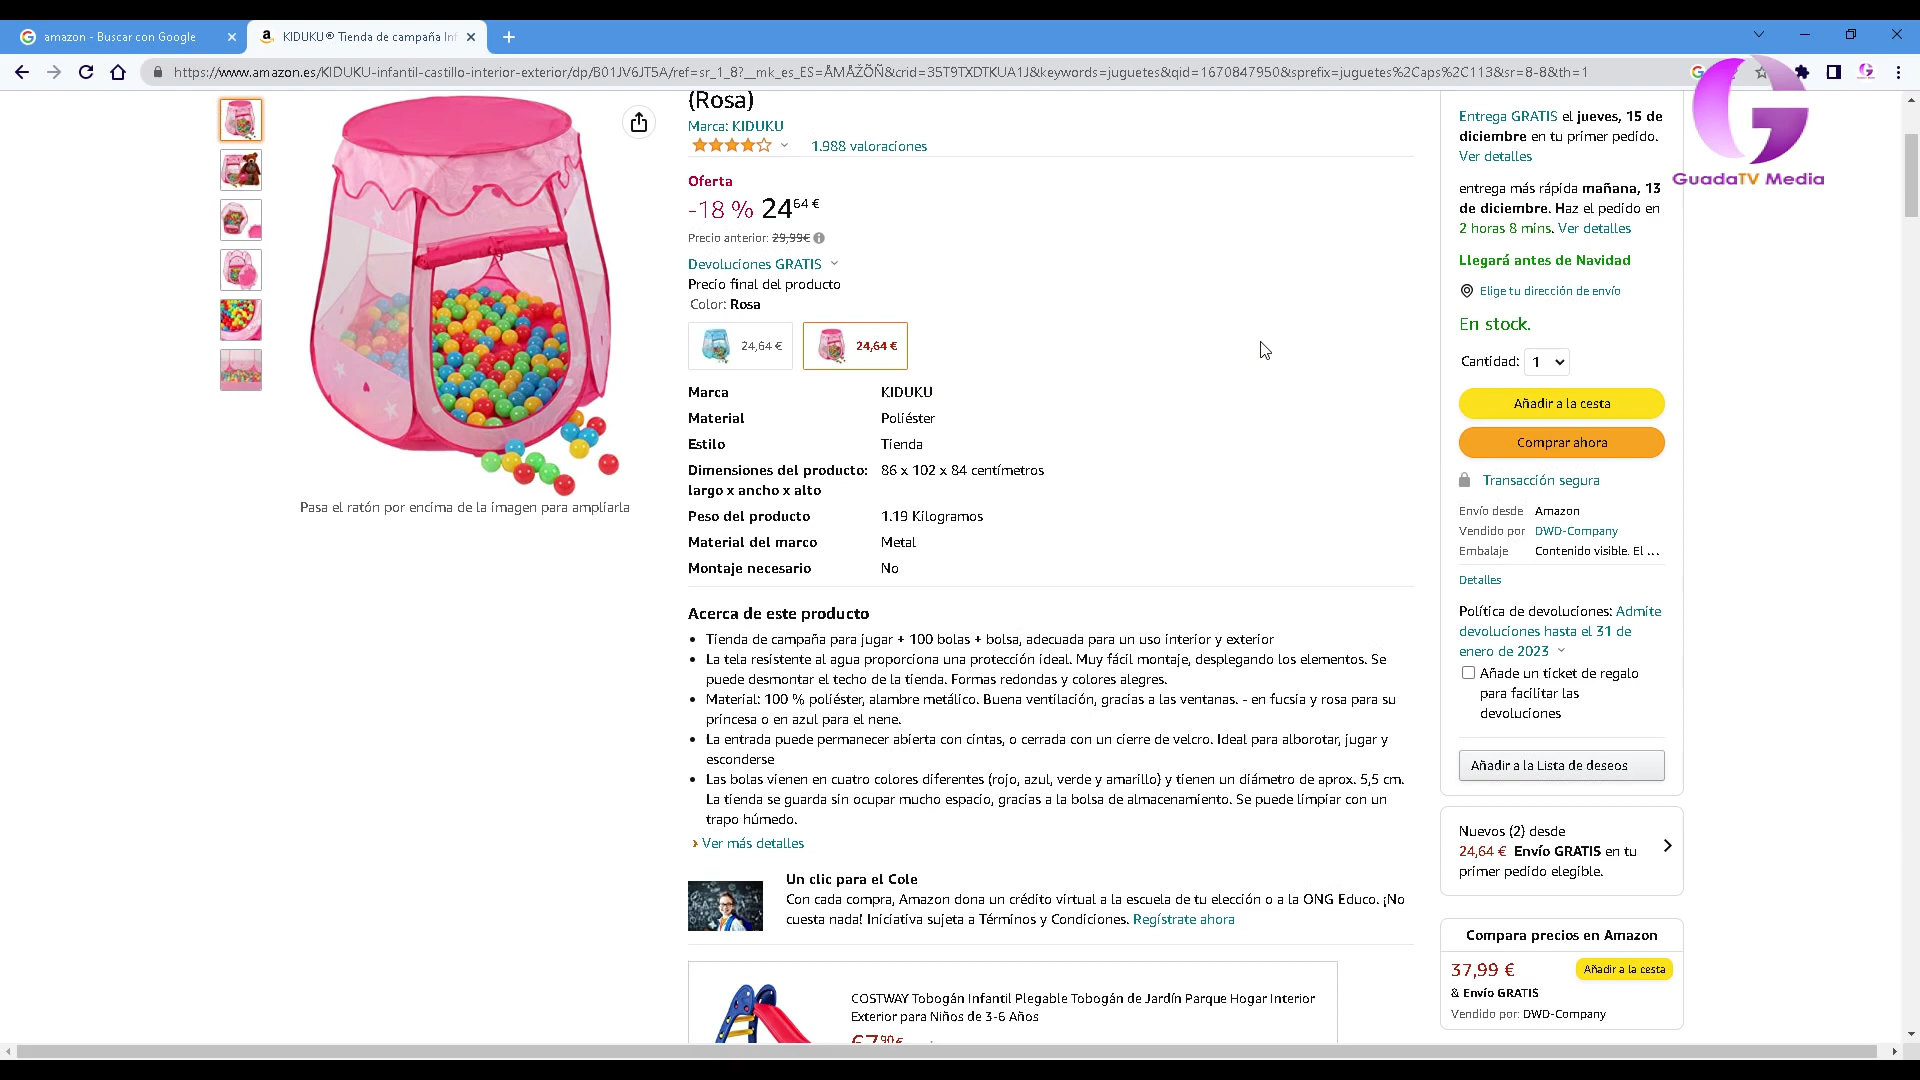 amazon - Buscar con Google
KIDUKU® Tienda de campaña Inf
https://www.amazon.es/KIDUKU-infantil-castillo-interior-exterior/dp/B01JV6JT5A/ref=sr_1_8?__mk_es_ES=ÅMÅŽÕÑ&crid=35T9TXDTKUA1J&keywords=juguetes&qid=1670847950&sprefix=juguetes%2Caps%2C113&sr=8-8&th=1
GuadaTV Media
Pasa el ratón por encima de la imagen para ampliarla
(Rosa)
Marca: KIDUKU
1.988 valoraciones
Oferta
-18 % 24 64 €
Precio anterior: 29,99€
Devoluciones GRATIS
Precio final del producto
Color: Rosa
24,64 €
24,64 €
Marca KIDUKU
Material Poliéster
Estilo Tienda
Dimensiones del producto: 86 x 102 x 84 centímetros
largo x ancho x alto
Peso del producto 1.19 Kilogramos
Material del marco Metal
Montaje necesario No
Acerca de este producto
• Tienda de campaña para jugar + 100 bolas + bolsa, adecuada para un uso interior y exterior
• La tela resistente al agua proporciona una protección ideal. Muy fácil montaje, desplegando los elementos. Se
puede desmontar el techo de la tienda. Formas redondas y colores alegres.
• Material: 100 % poliéster, alambre metálico. Buena ventilación, gracias a las ventanas. - en fucsia y rosa para su
princesa o en azul para el nene.
• La entrada puede permanecer abierta con cintas, o cerrada con un cierre de velcro. Ideal para alborotar, jugar y
esconderse
• Las bolas vienen en cuatro colores diferentes (rojo, azul, verde y amarillo) y tienen un diámetro de aprox. 5,5 cm.
La tienda se guarda sin ocupar mucho espacio, gracias a la bolsa de almacenamiento. Se puede limpiar con un
trapo húmedo.
› Ver más detalles
Un clic para el Cole
Con cada compra, Amazon dona un crédito virtual a la escuela de tu elección o a la ONG Educo. ¡No
cuesta nada! Iniciativa sujeta a Términos y Condiciones. Regístrate ahora
COSTWAY Tobogán Infantil Plegable Tobogán de Jardín Parque Hogar Interior
Exterior para Niños de 3-6 Años
67 90€
Entrega GRATIS el jueves, 15 de
diciembre en tu primer pedido.
Ver detalles
entrega más rápida mañana, 13
de diciembre. Haz el pedido en
2 horas 8 mins. Ver detalles
Llegará antes de Navidad
Elige tu dirección de envío
En stock.
Cantidad: 1
Añadir a la cesta
Comprar ahora
Transacción segura
Envío desde Amazon
Vendido por DWD-Company
Embalaje Contenido visible. El ...
Detalles
Política de devoluciones: Admite
devoluciones hasta el 31 de
enero de 2023
Añade un ticket de regalo
para facilitar las
devoluciones
Añadir a la Lista de deseos
Nuevos (2) desde
24,64 € Envío GRATIS en tu
primer pedido elegible.
Compara precios en Amazon
37,99 € Añadir a la cesta
& Envío GRATIS
Vendido por: DWD-Company